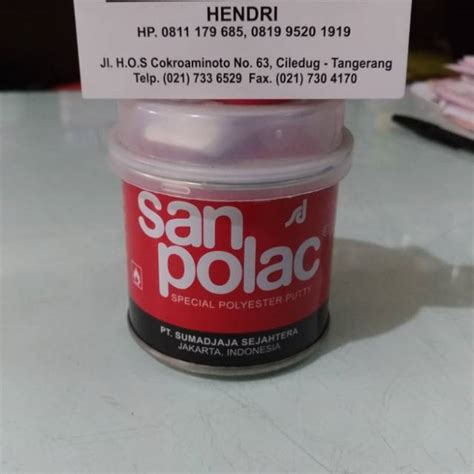 HENDRI
HP. 0811 179 685, 0819 9520 1919
Jl. H.O.S Cokroaminoto No. 63, Ciledug - Tangerang
Telp. (021) 733 6529 Fax. (021) 730 4170
san
polac®
SPECIAL POLYESTER PUTTY
PT. SUMADJAJA SEJAHTERA
JAKARTA, INDONESIA